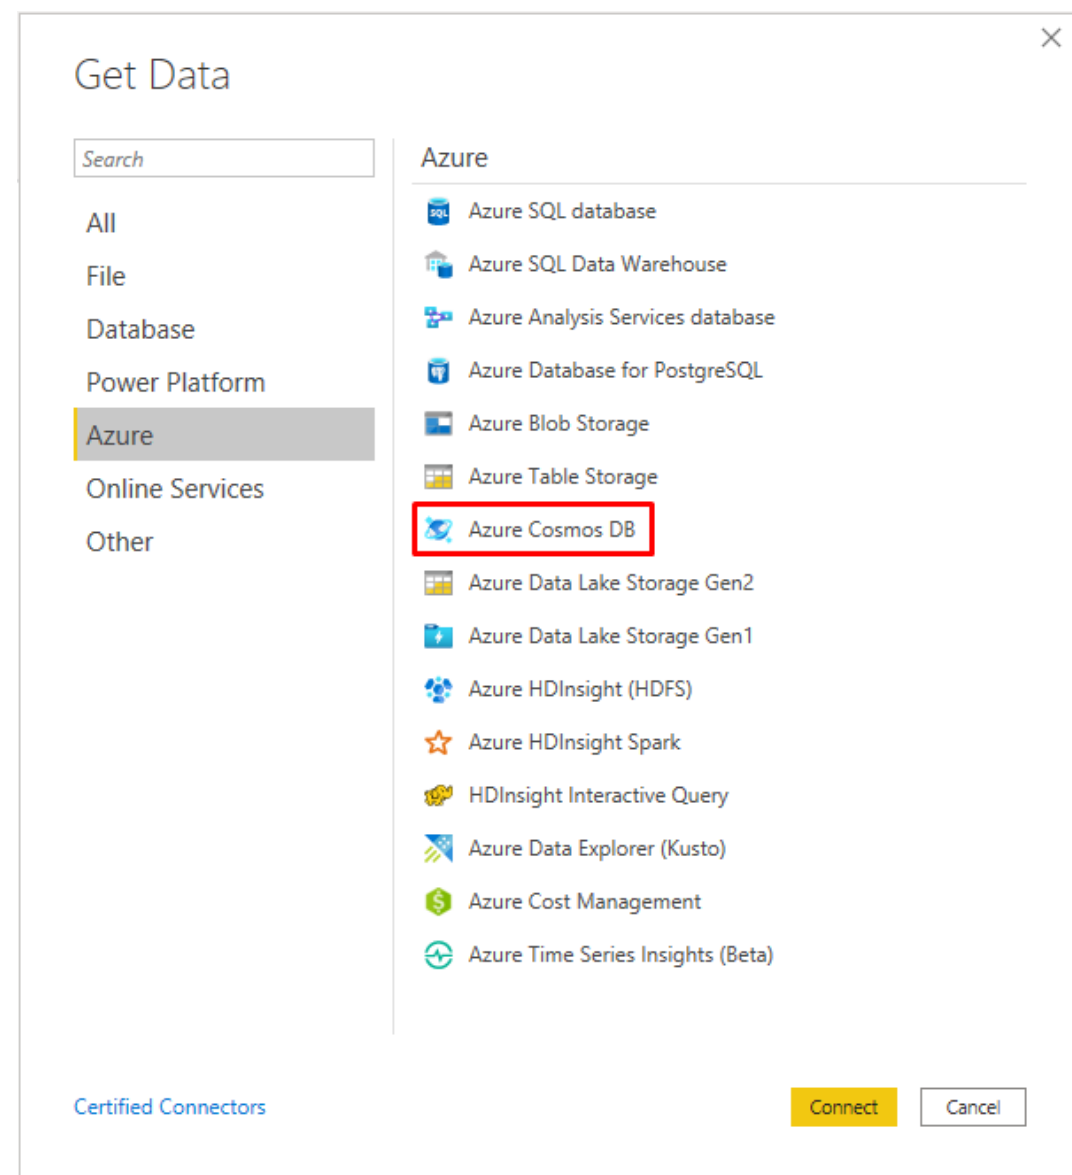 Get Data
Search
All
File
Database
Power Platform
Azure
Online Services
Other
Azure
SQL Azure SQL database
Azure SQL Data Warehouse
Azure Analysis Services database
Azure Database for PostgreSQL
Azure Blob Storage
Azure Table Storage
Azure Cosmos DB
Azure Data Lake Storage Gen2
Azure Data Lake Storage Gen1
Azure HDInsight (HDFS)
Azure HDInsight Spark
HDInsight Interactive Query
Azure Data Explorer (Kusto)
$ Azure Cost Management
Azure Time Series Insights (Beta)
Certified Connectors
Connect
Cancel